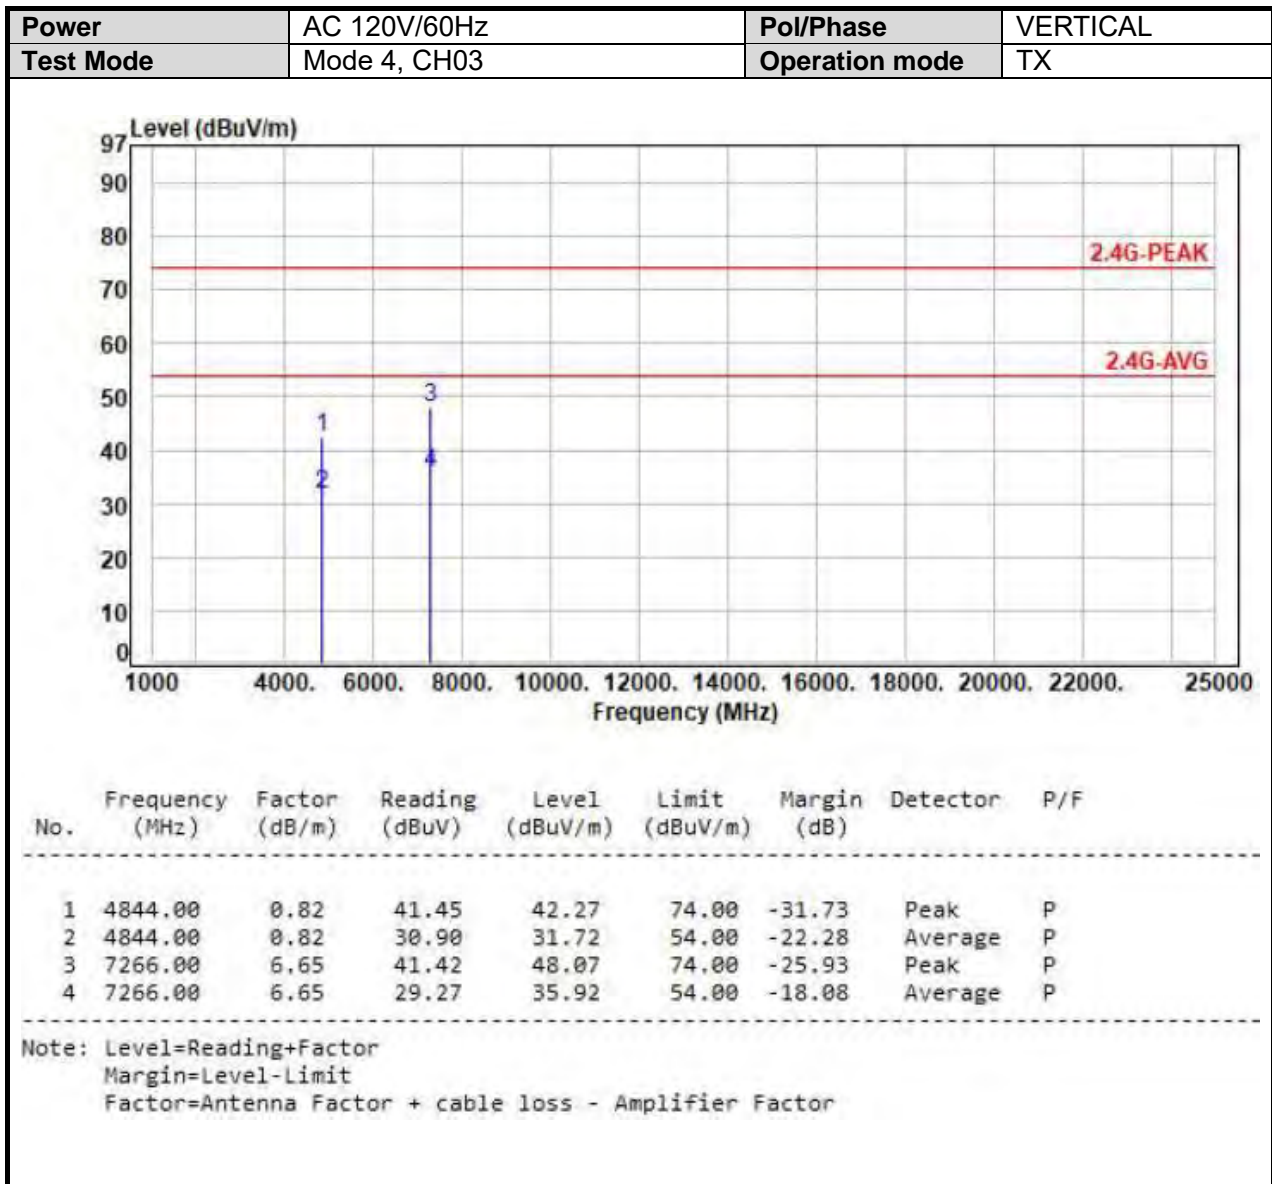 Power AC 120V/60Hz Pol/Phase VERTICAL
Test Mode Mode 4, CH03 Operation mode TX
Level (dBuV/m)
97
90
80
2.4G-PEAK
70
60
2.4G-AVG
50
3
1
40
4
2
30
20
10
0
1000 4000. 6000. 8000. 10000. 12000. 14000. 16000. 18000. 20000. 22000. 25000
Frequency (MHz)
Frequency Factor Reading Level Limit Margin Detector P/F
No. (MHz) (dB/m) (dBuV) (dBuV/m) (dBuV/m) (dB)
1 4844.00 0.82 41.45 42.27 74.00 -31.73 Peak P
2 4844.00 0.82 30.90 31.72 54.00 -22.28 Average P
3 7266.00 6.65 41.42 48.07 74.00 -25.93 Peak P
4 7266.00 6.65 29.27 35.92 54.00 -18.08 Average P
Note: Level=Reading+Factor
Margin=Level-Limit
Factor=Antenna Factor + cable loss - Amplifier Factor